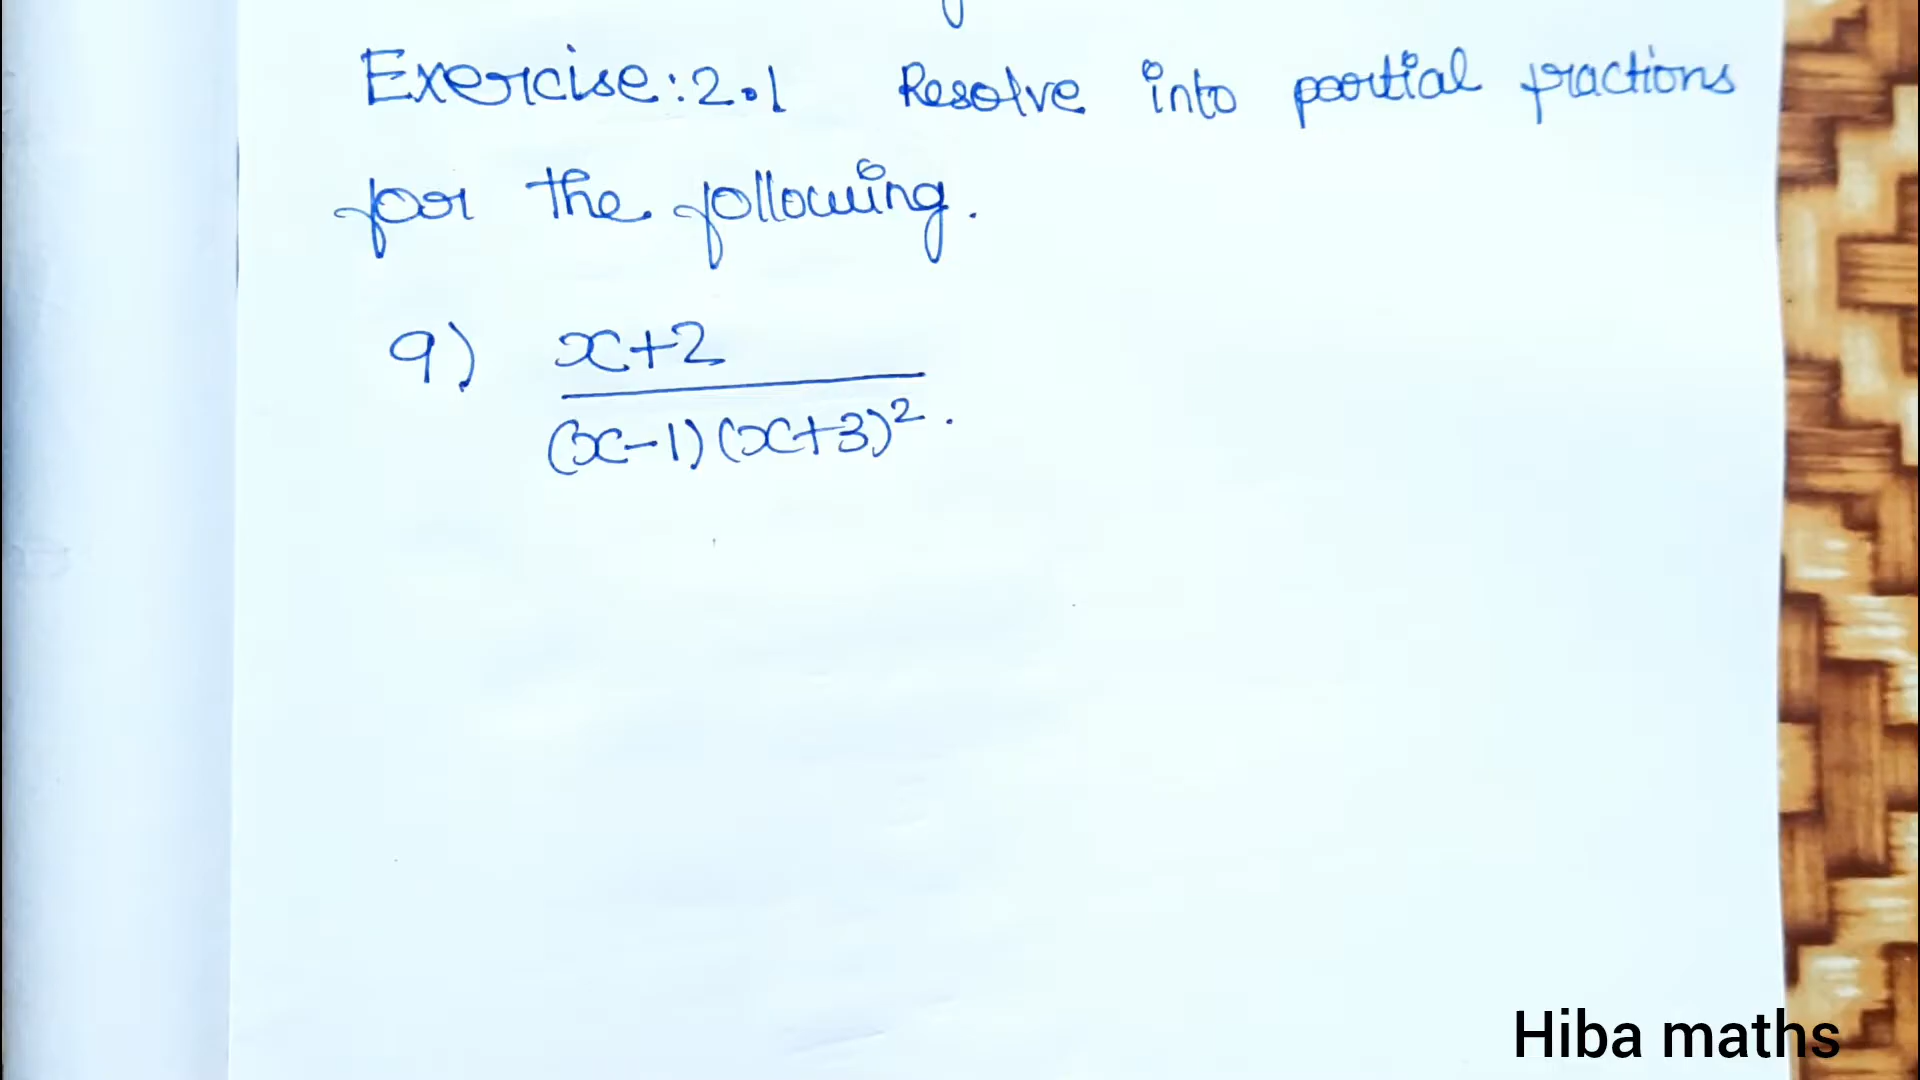 Exercise: 2.1 Resolve into partial fractions
for the following.
9) x+2
(x-1)(x+3)².
Hiba maths